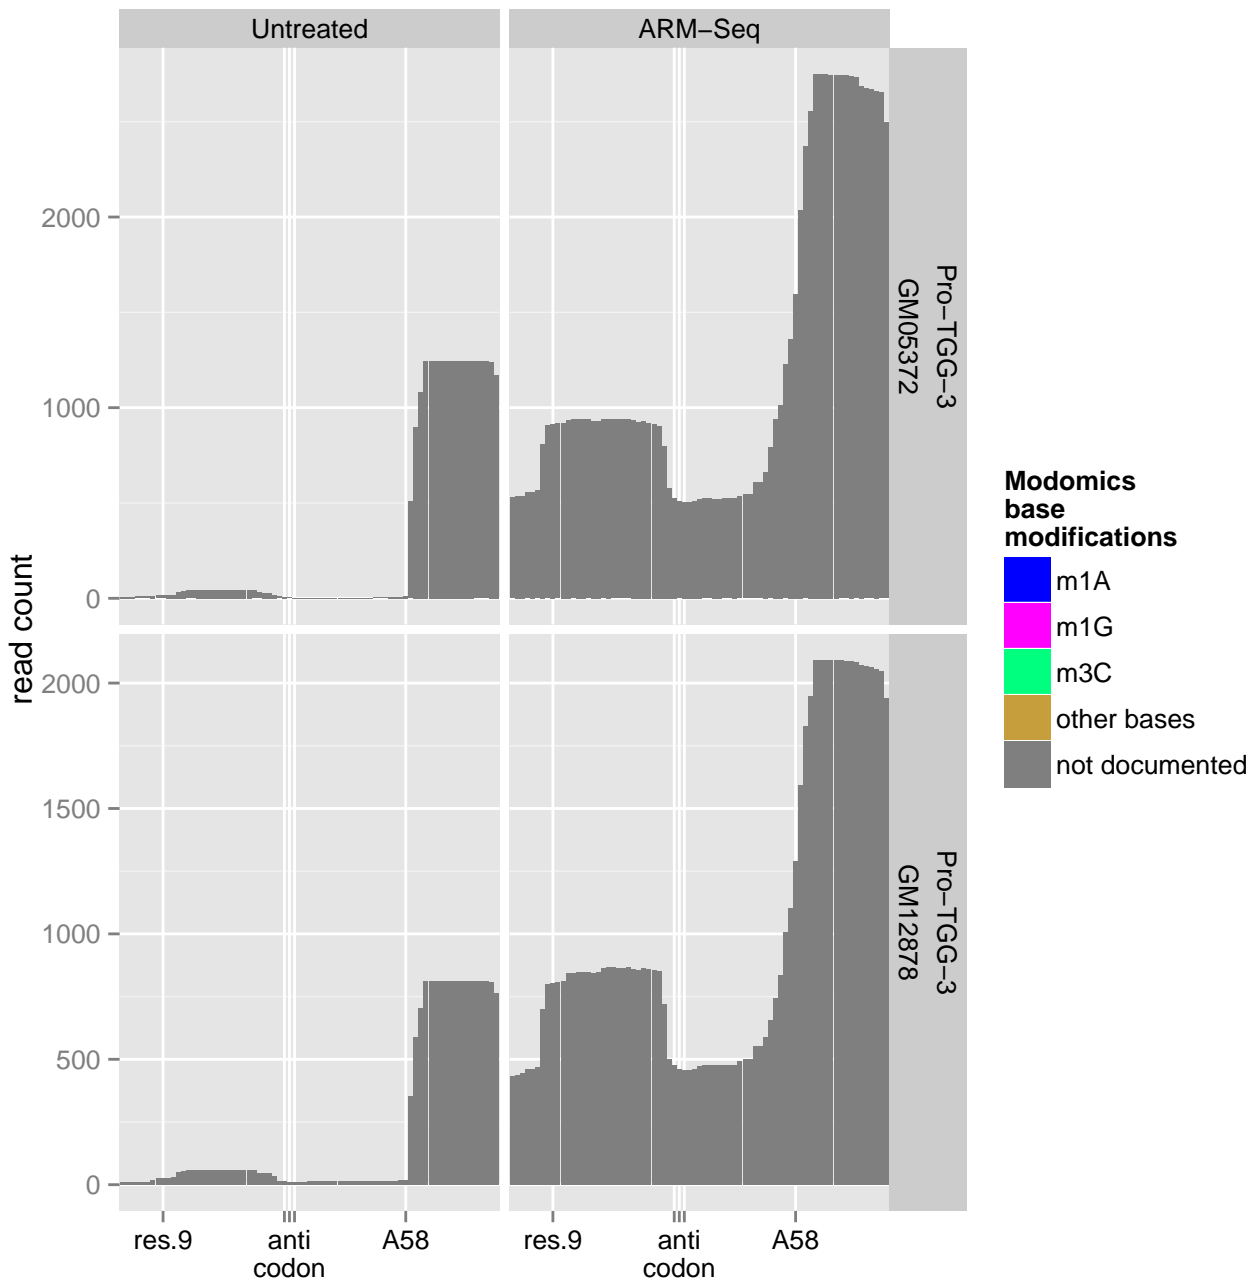 Untreated
ARM−Seq
2000
1000
0
Pro−TGG−3
GM05372
2000
1500
1000
500
0
Pro−TGG−3
GM12878
read count
res.9
anti
codon
A58
res.9
anti
codon
A58
Modomics
base
modifications
m1A
m1G
m3C
other bases
not documented